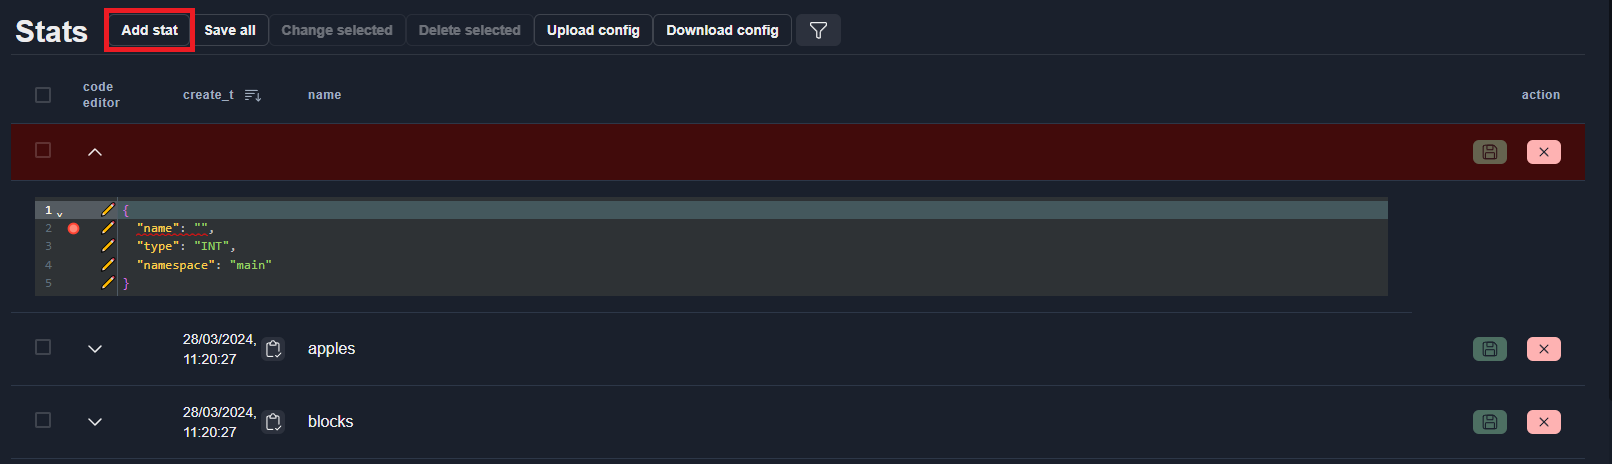 Stats Add stat Save all Change selected Delete selected Upload config Download config
code editor create_t name action
1 {
2 "name": "",
3 "type": "INT",
4 "namespace": "main"
5 }
28/03/2024, 11:20:27 apples
28/03/2024, 11:20:27 blocks